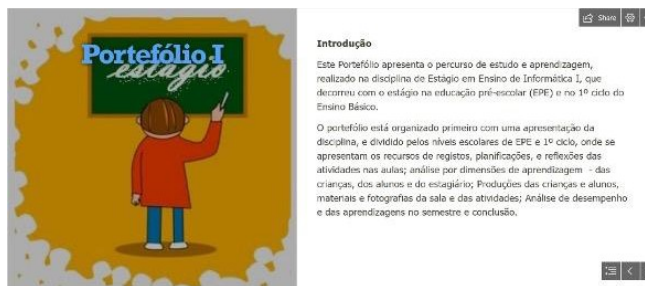 Portefólio I
estágio
Share
Introdução
Este Portefólio apresenta o percurso de estudo e aprendizagem,
realizado na disciplina de Estágio em Ensino de Informática I, que
decorreu com o estágio na educação pré-escolar (EPE) e no 1º ciclo do
Ensino Básico.
O portefólio está organizado primeiro com uma apresentação da
disciplina, e dividido pelos níveis escolares de EPE e 1º ciclo, onde se
apresentam os recursos de registos, planificações, e reflexões das
atividades nas aulas; análise por dimensões de aprendizagem - das
crianças, dos alunos e do estagiário; Produções das crianças e alunos,
materiais e fotografias da sala e das atividades; Análise de desempenho
e das aprendizagens no semestre e conclusão.